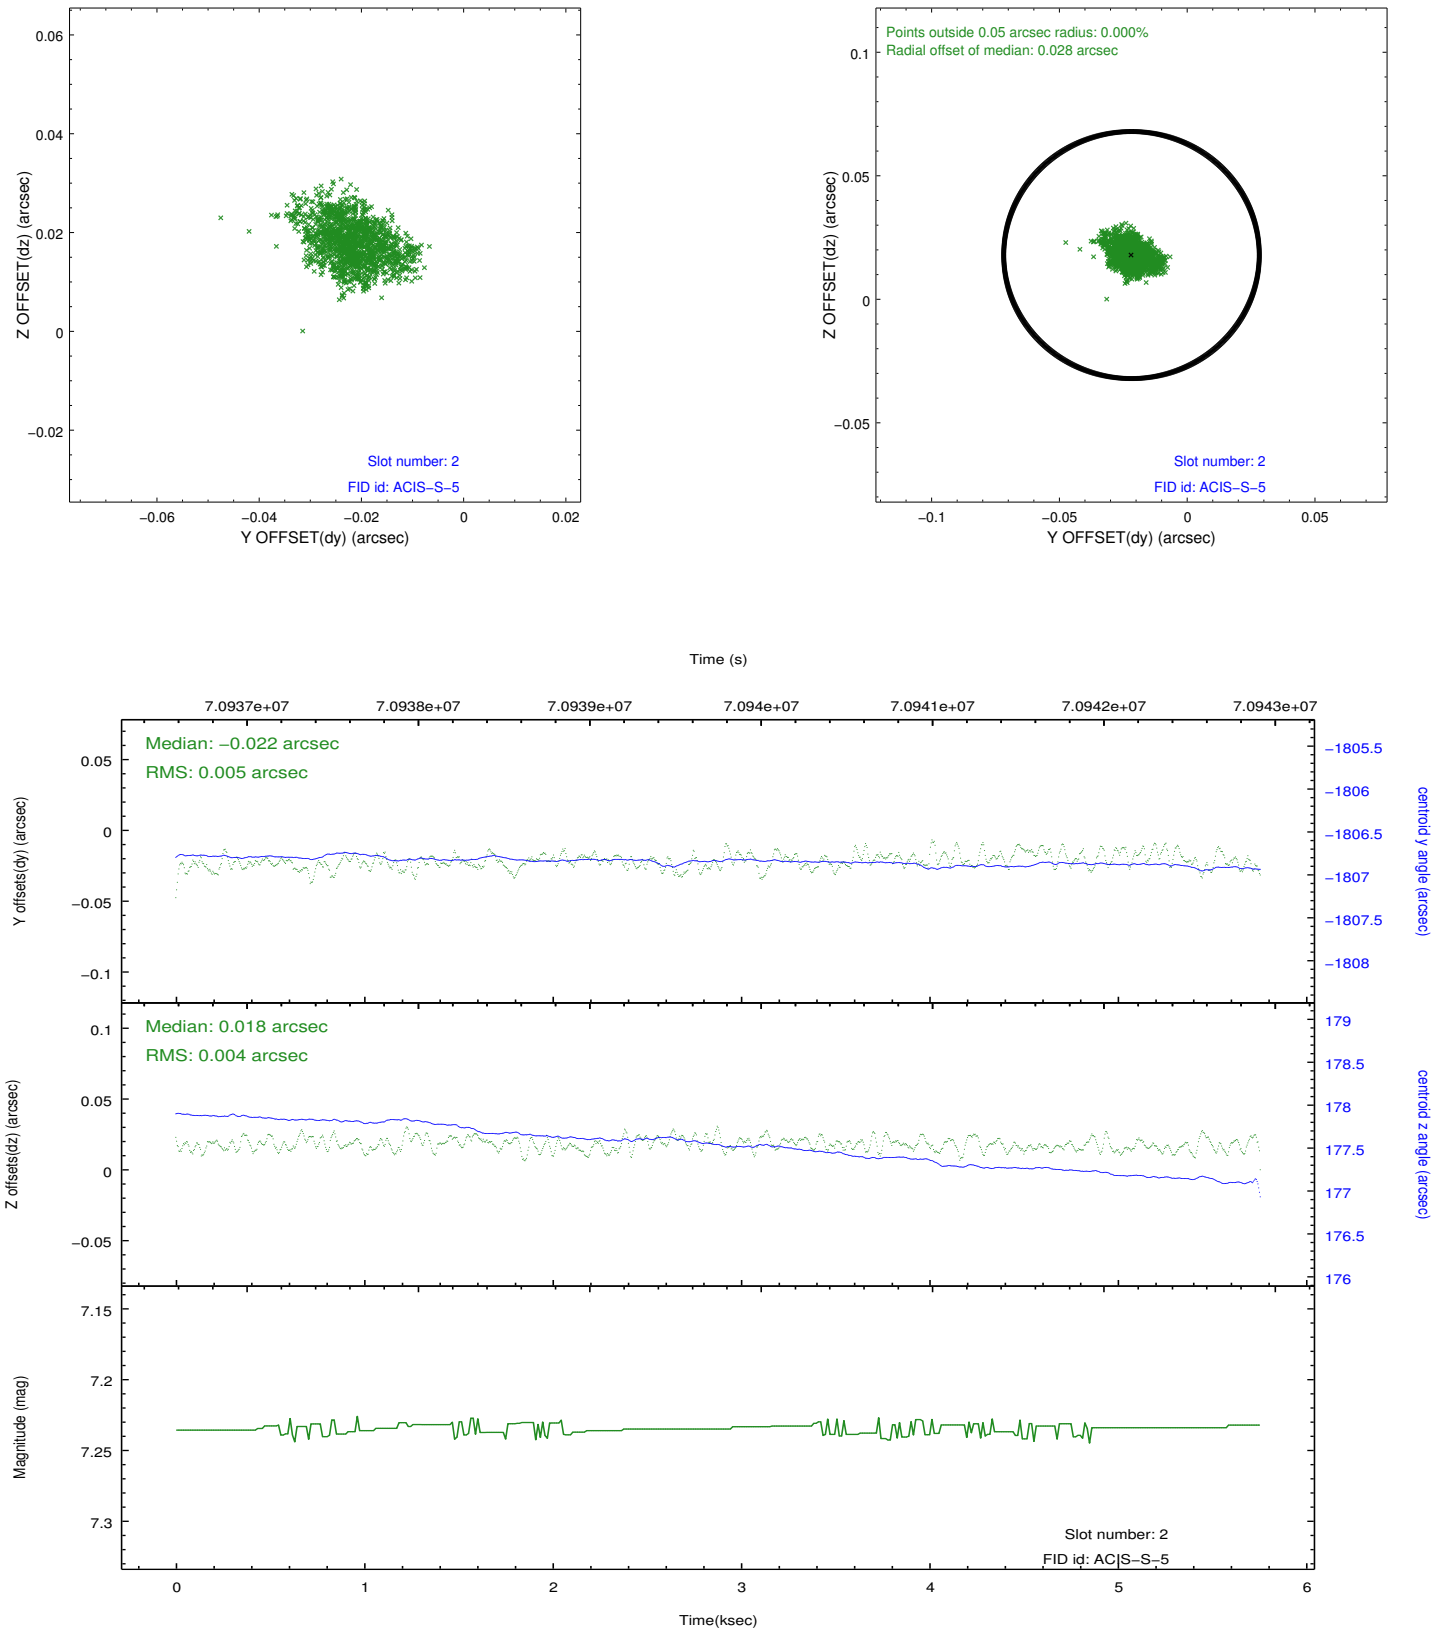 0.06
0.04
0.02
0
−0.02
Z OFFSET(dz) (arcsec)
Slot number: 2
FID id: ACIS−S−5
−0.06
−0.04
−0.02
0
0.02
Y OFFSET(dy) (arcsec)
Points outside 0.05 arcsec radius: 0.000%
Radial offset of median: 0.028 arcsec
0.1
0.05
0
−0.05
Z OFFSET(dz) (arcsec)
Slot number: 2
FID id: ACIS−S−5
−0.1
−0.05
0
0.05
Y OFFSET(dy) (arcsec)
Time (s)
7.0937e+07
7.0938e+07
7.0939e+07
7.094e+07
7.0941e+07
7.0942e+07
7.0943e+07
Median: −0.022 arcsec
RMS: 0.005 arcsec
0.05
0
−0.05
−0.1
Y offsets(dy) (arcsec)
−1805.5
−1806
−1806.5
−1807
−1807.5
−1808
centroid y angle (arcsec)
Median: 0.018 arcsec
RMS: 0.004 arcsec
0.1
0.05
0
−0.05
Z offsets(dz) (arcsec)
179
178.5
178
177.5
177
176.5
176
centroid z angle (arcsec)
7.15
7.2
7.25
7.3
Magnitude (mag)
Slot number: 2
FID id: ACIS−S−5
0
1
2
3
4
5
6
Time(ksec)